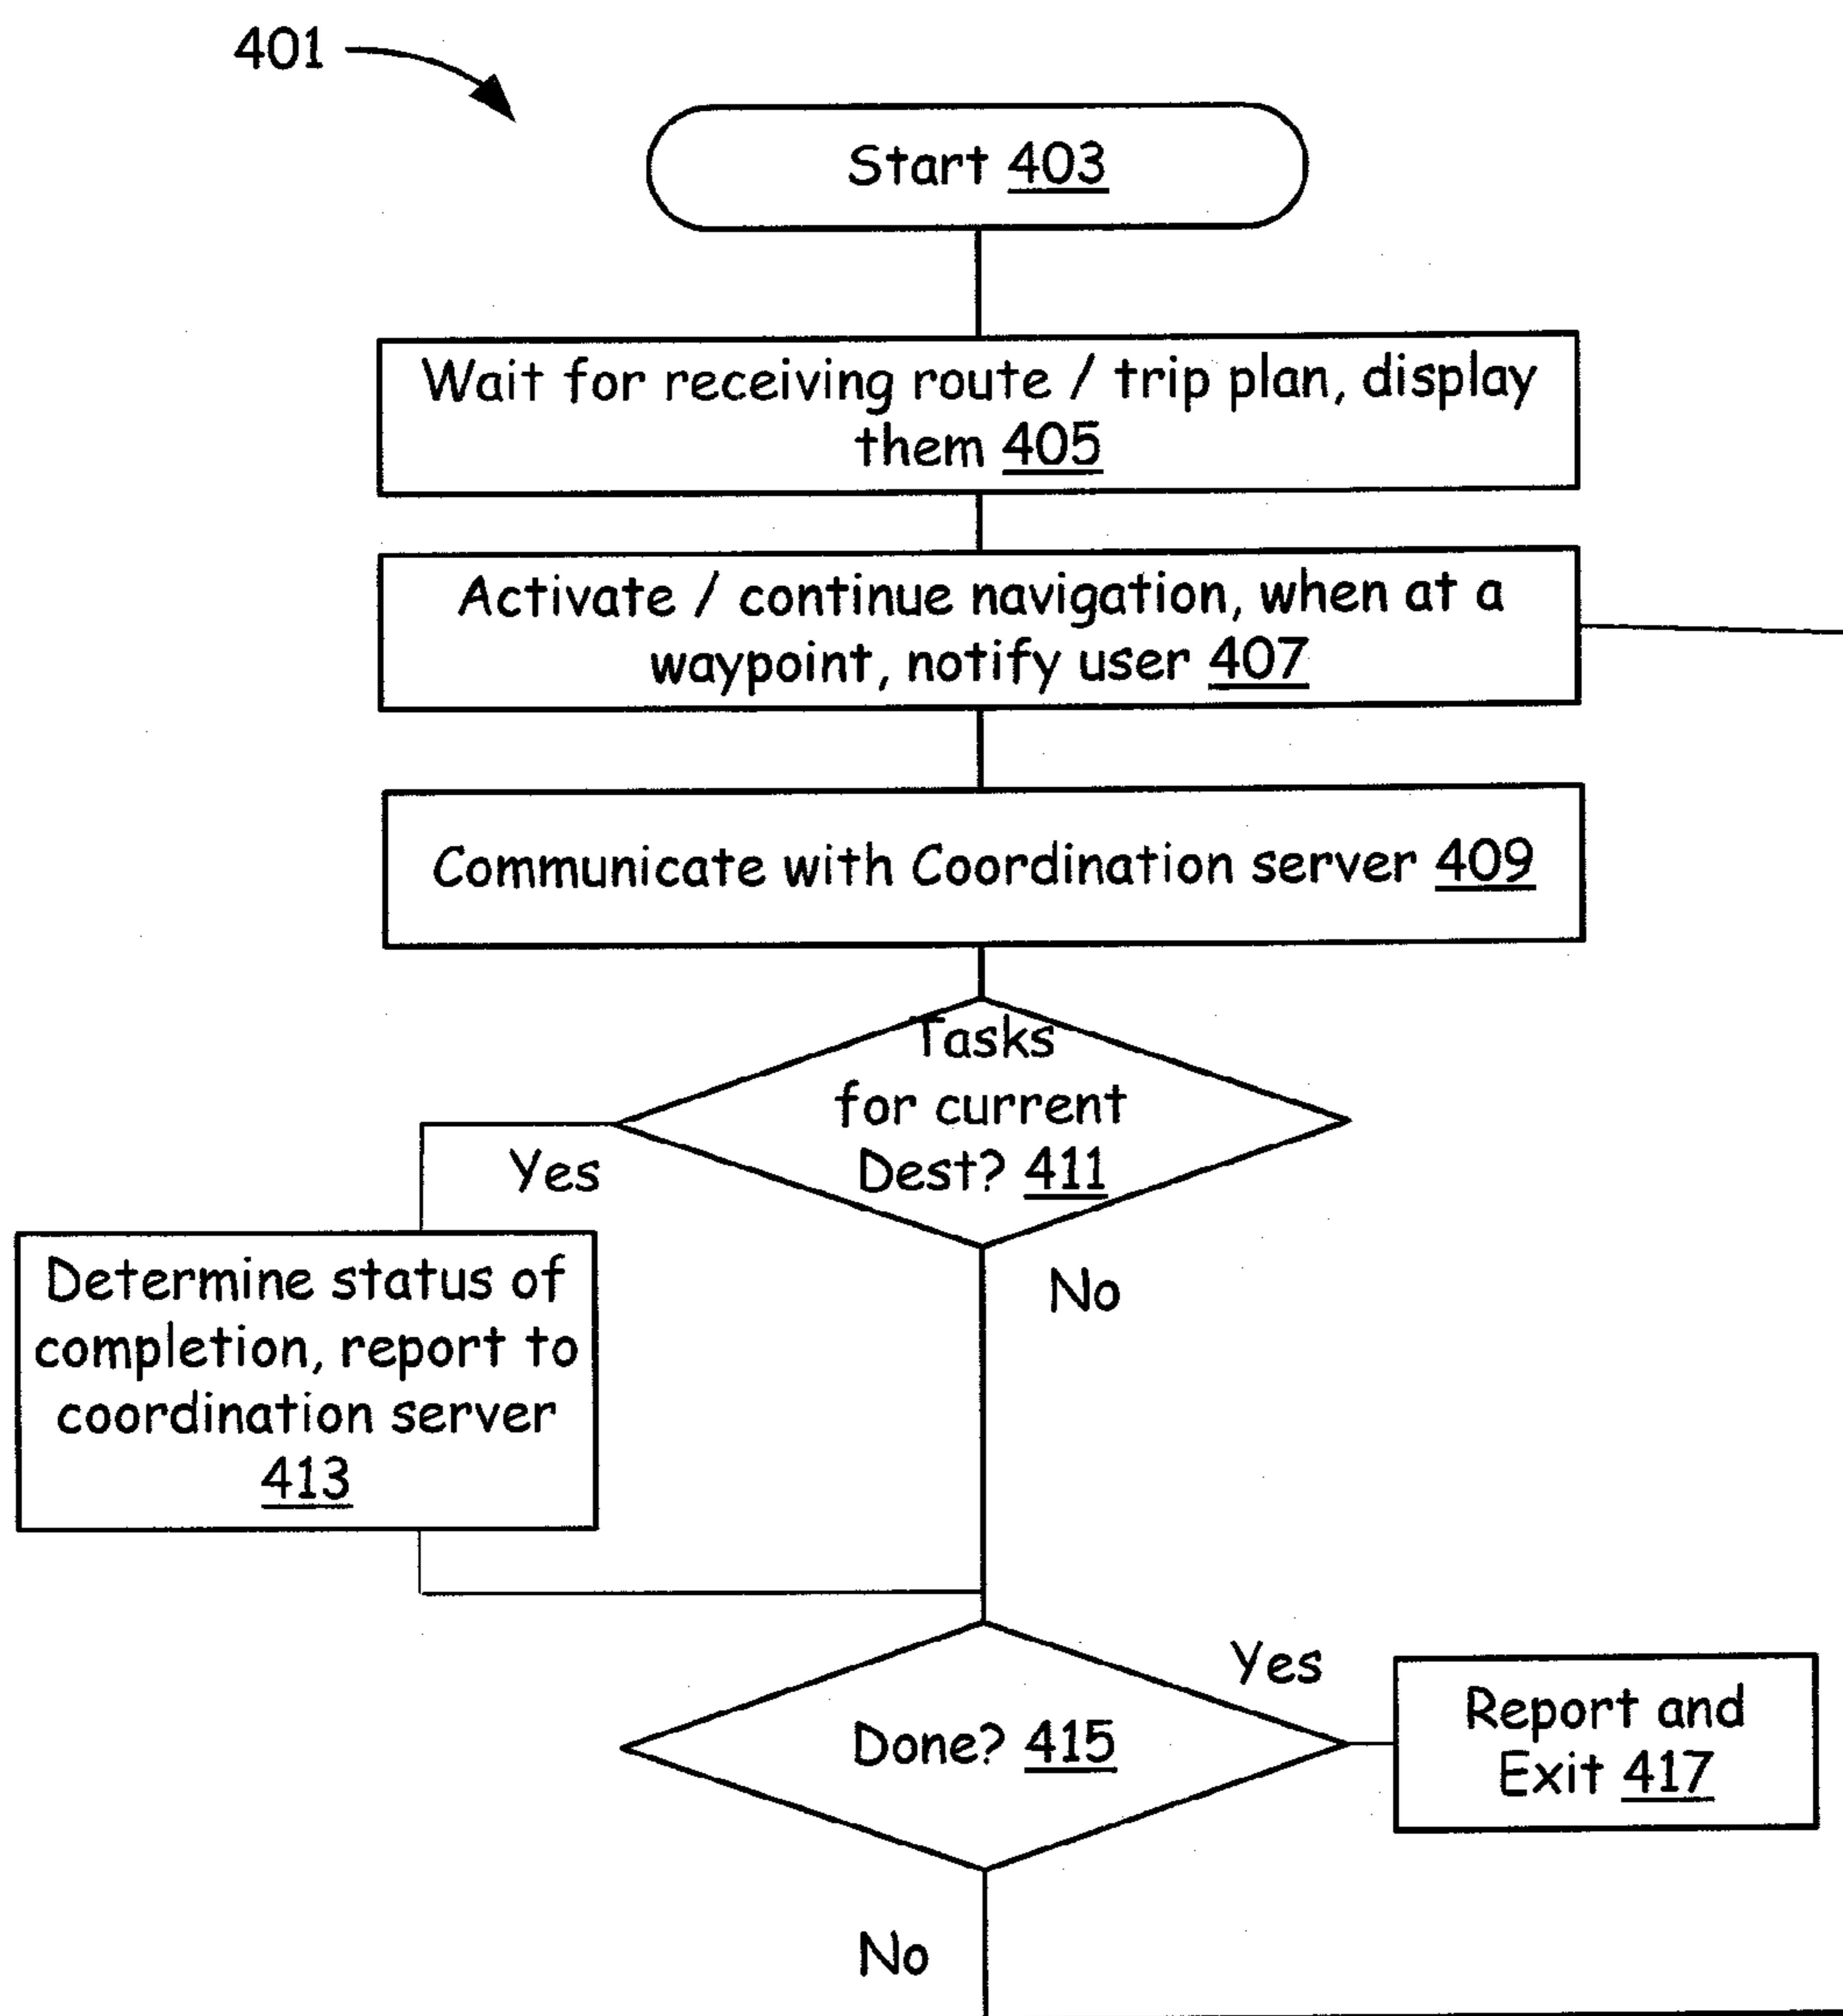 401
Start 403
Wait for receiving route / trip plan, display
them 405
Activate / continue navigation, when at a
waypoint, notify user 407
Communicate with Coordination server 409
Tasks
for current
Dest? 411
Yes
No
Determine status of
completion, report to
coordination server
413
Done? 415
Yes
Report and
Exit 417
No